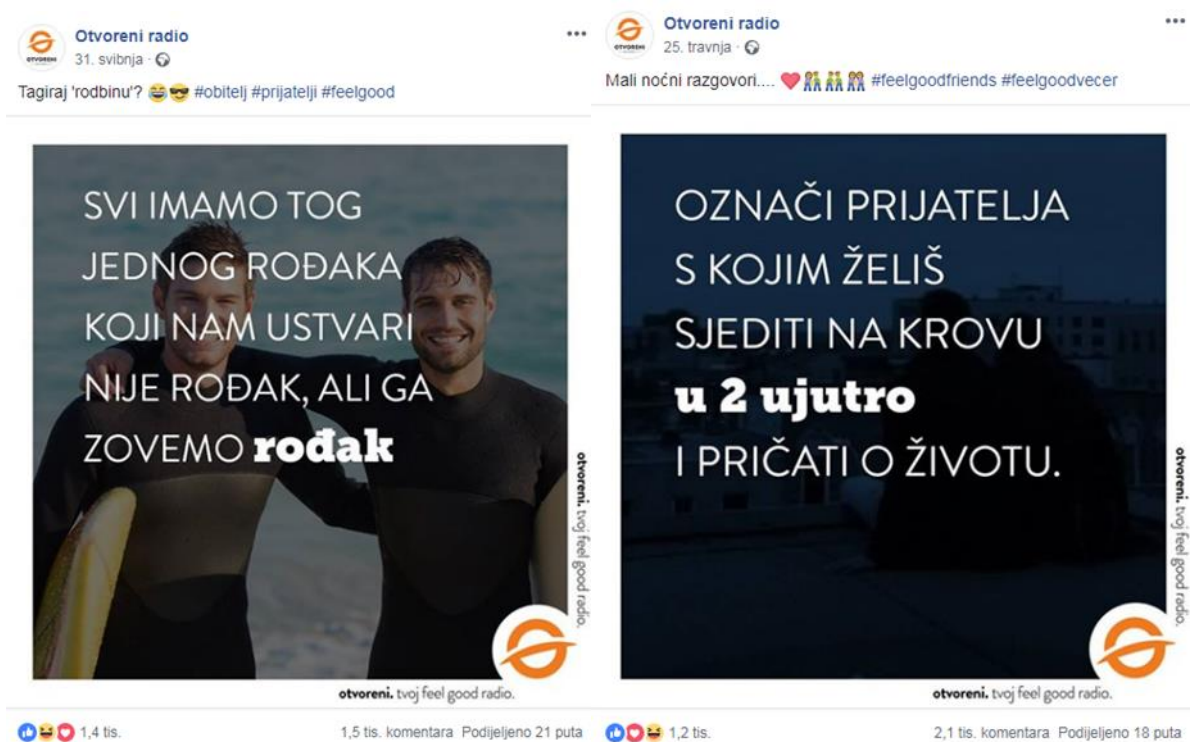 Otvoreni radio
31. svibnja ·
Tagiraj 'rodbinu'? 😂😎 #obitelj #prijatelji #feelgood
SVI IMAMO TOG
JEDNOG ROĐAKA
KOJI NAM USTVARI
NIJE ROĐAK, ALI GA
ZOVEMO rođak
otvoreni. tvoj feel good radio.
otvoreni. tvoj feel good radio.
1,4 tis.
1,5 tis. komentara Podijeljeno 21 puta
Otvoreni radio
25. travnja ·
Mali noćni razgovori.... ❤️👫👬👭 #feelgoodfriends #feelgoodvecer
OZNAČI PRIJATELJA
S KOJIM ŽELIŠ
SJEDITI NA KROVU
u 2 ujutro
I PRIČATI O ŽIVOTU.
otvoreni. tvoj feel good radio.
otvoreni. tvoj feel good radio.
1,2 tis.
2,1 tis. komentara Podijeljeno 18 puta